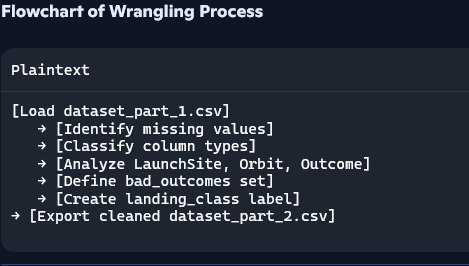 Flowchart of Wrangling Process
Plaintext
[Load dataset_part_1.csv]
→ [Identify missing values]
→ [Classify column types]
→ [Analyze LaunchSite, Orbit, Outcome]
→ [Define bad_outcomes set]
→ [Create landing_class label]
→ [Export cleaned dataset_part_2.csv]